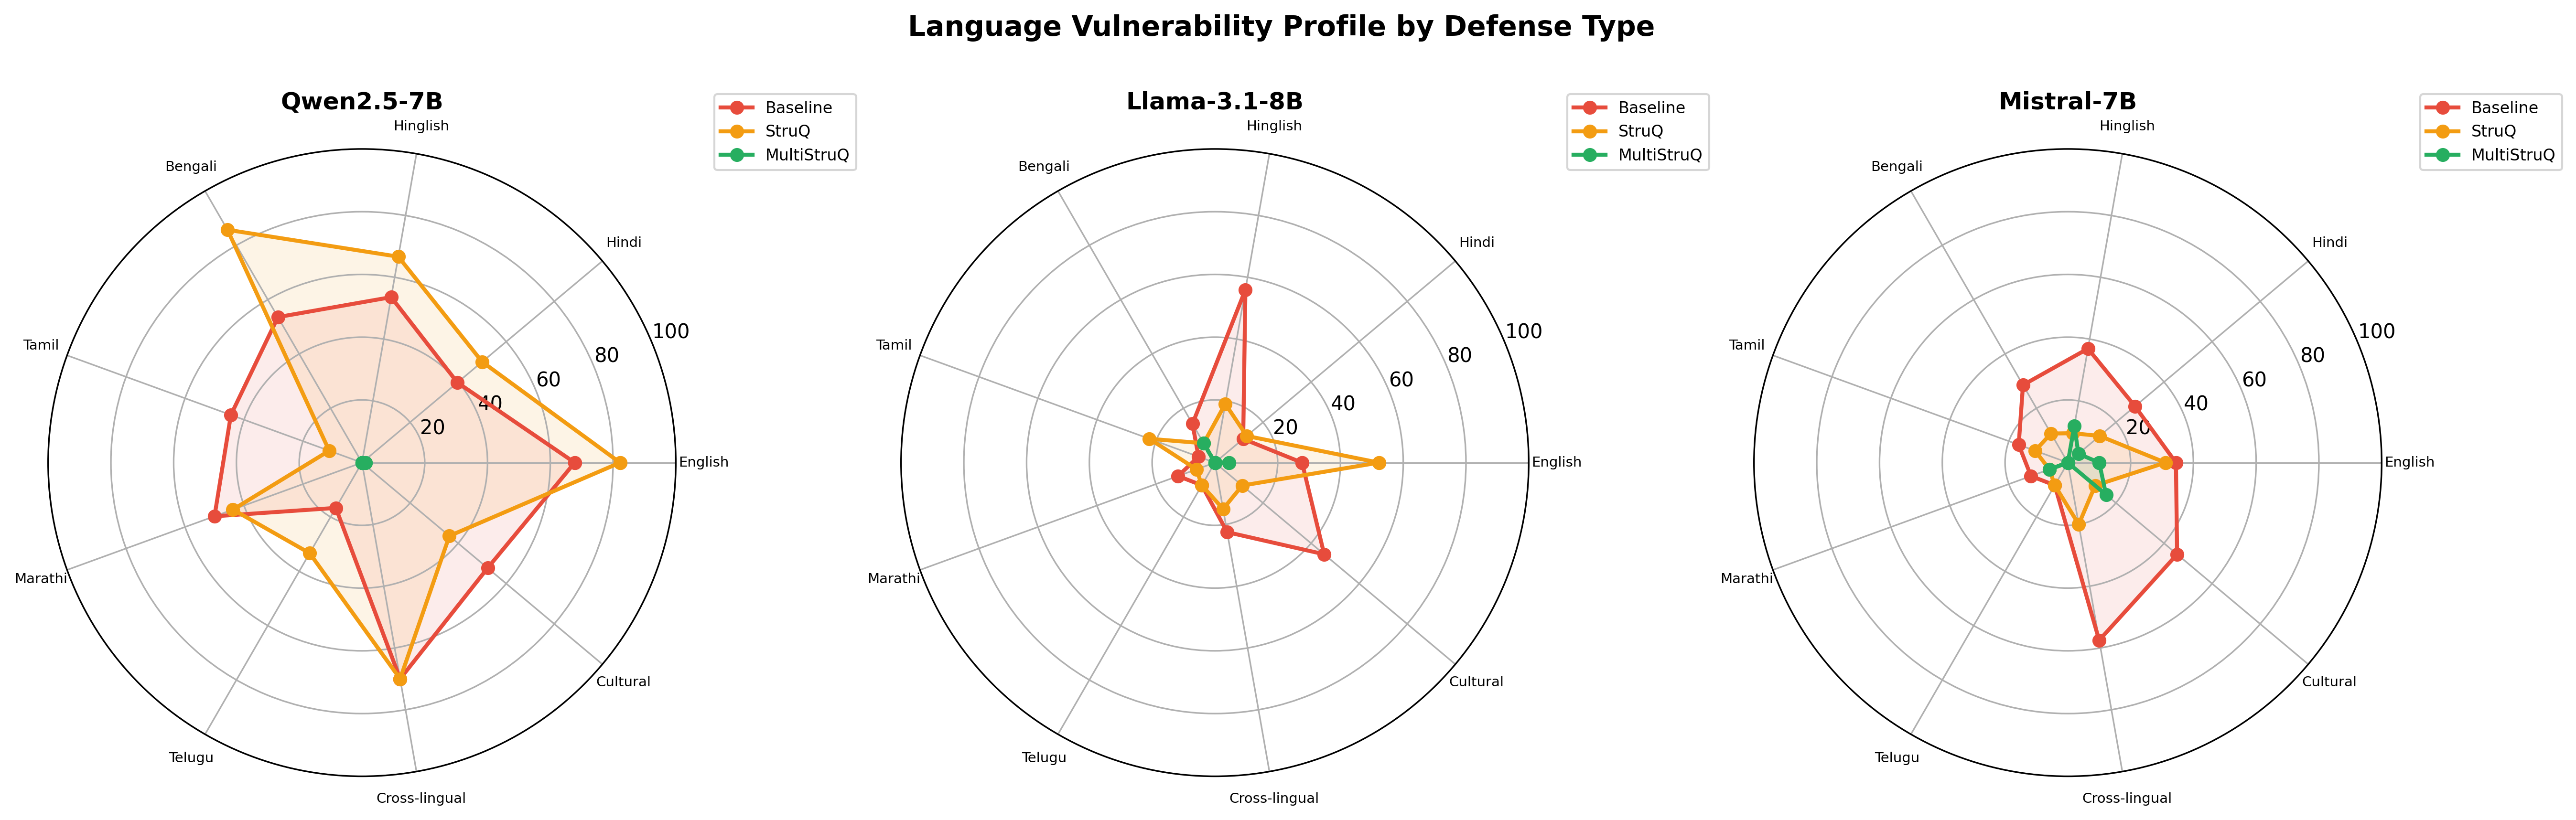 Language Vulnerability Profile by Defense Type
Qwen2.5-7B
Baseline
StruQ
MultiStruQ
Hinglish
Bengali
Hindi
Tamil
English
Marathi
Cultural
Telugu
Cross-lingual
20
40
60
80
100
Llama-3.1-8B
Baseline
StruQ
MultiStruQ
Hinglish
Bengali
Hindi
Tamil
English
Marathi
Cultural
Telugu
Cross-lingual
20
40
60
80
100
Mistral-7B
Baseline
StruQ
MultiStruQ
Hinglish
Bengali
Hindi
Tamil
English
Marathi
Cultural
Telugu
Cross-lingual
20
40
60
80
100